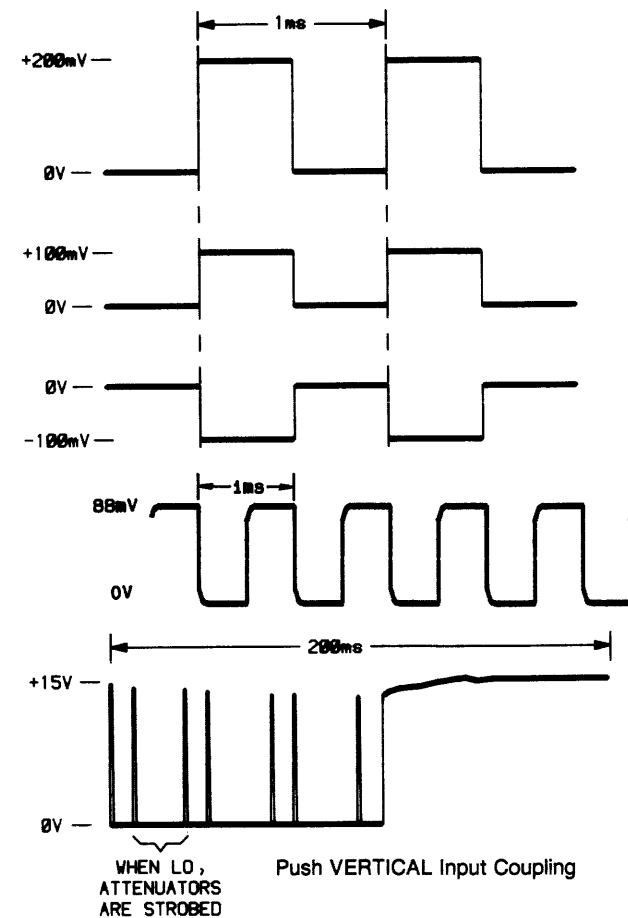 1ms
+200mV
0V
+100mV
0V
0V
-100mV
1ms
88mV
0V
200ms
+15V
0V
WHEN LO,
ATTENUATORS
ARE STROBED
Push VERTICAL Input Coupling